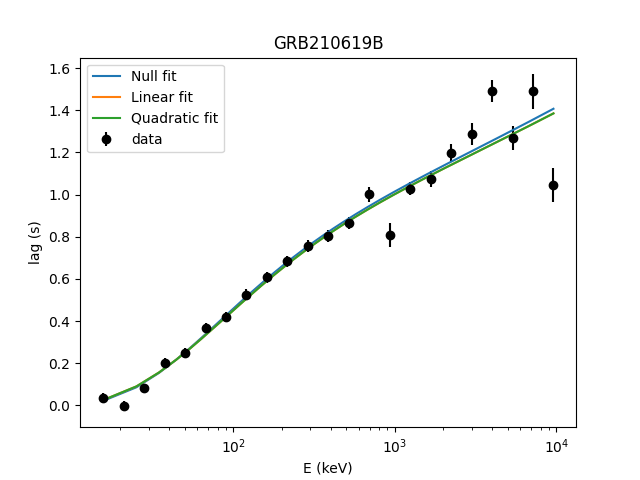 GRB210619B
Null fit
Linear fit
Quadratic fit
data
1.6
1.4
1.2
1.0
0.8
0.6
0.4
0.2
0.0
lag (s)
10² 10³ 10⁴
E (keV)